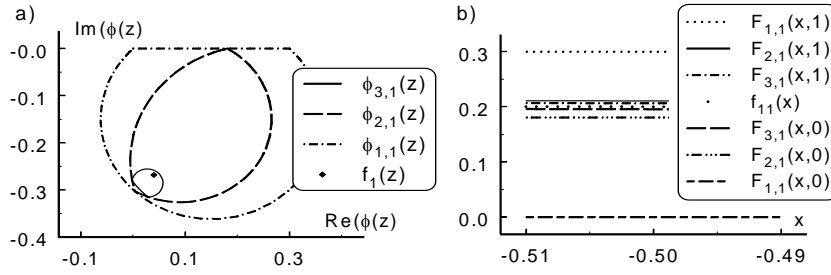 a)
Im(ϕ(z)
-0.0
-0.1
-0.2
-0.3
-0.4
-0.1
0.1
0.3
Re(ϕ(z)
ϕ3,1(z)
ϕ2,1(z)
ϕ1,1(z)
f1(z)
b)
0.3
0.2
0.1
0.0
-0.51
-0.50
-0.49
x
F1,1(x,1)
F2,1(x,1)
F3,1(x,1)
f11(x)
F3,1(x,0)
F2,1(x,0)
F1,1(x,0)